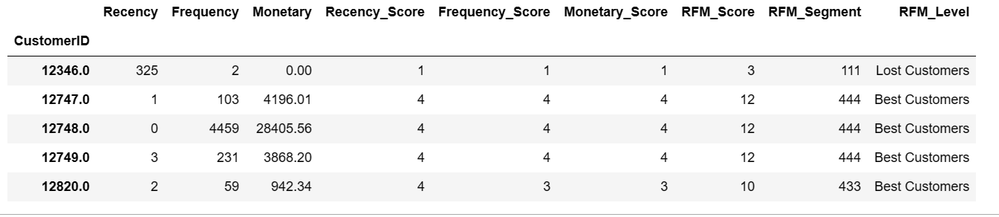 Recency Frequency Monetary Recency_Score Frequency_Score Monetary_Score RFM_Score RFM_Segment RFM_Level
CustomerID
12346.0 325 2 0.00 1 1 1 3 111 Lost Customers
12747.0 1 103 4196.01 4 4 4 12 444 Best Customers
12748.0 0 4459 28405.56 4 4 4 12 444 Best Customers
12749.0 3 231 3868.20 4 4 4 12 444 Best Customers
12820.0 2 59 942.34 4 3 3 10 433 Best Customers